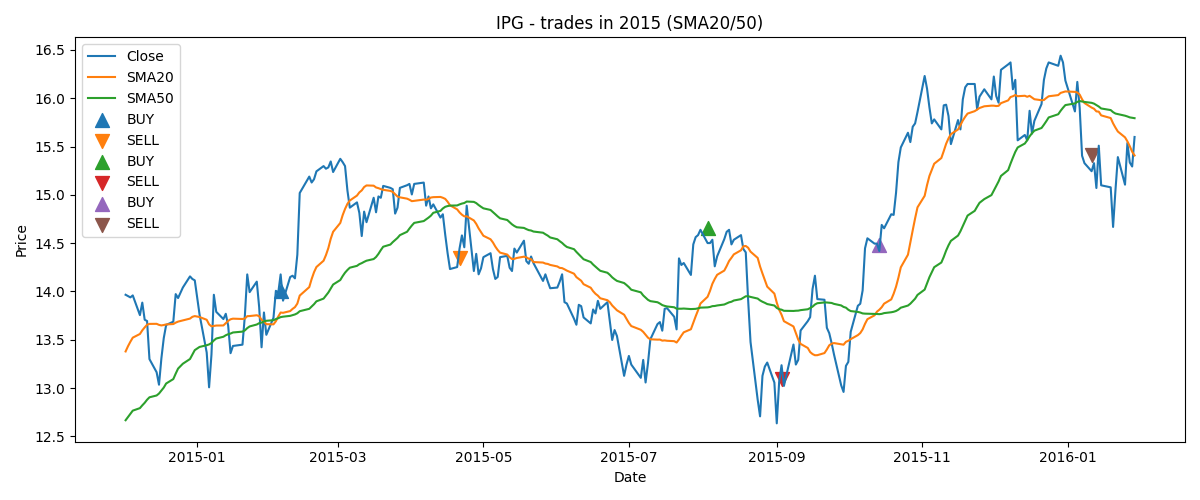 IPG - trades in 2015 (SMA20/50)
Close
SMA20
SMA50
BUY
SELL
BUY
SELL
BUY
SELL
Price
16.5
16.0
15.5
15.0
14.5
14.0
13.5
13.0
12.5
2015-01 2015-03 2015-05 2015-07 2015-09 2015-11 2016-01
Date